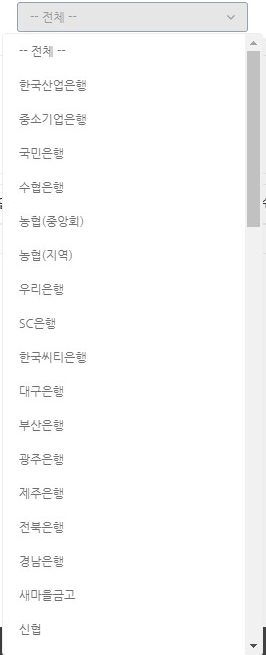 -- 전체 --
-- 전체 --
한국산업은행
중소기업은행
국민은행
수협은행
농협(중앙회)
농협(지역)
우리은행
SC은행
한국씨티은행
대구은행
부산은행
광주은행
제주은행
전북은행
경남은행
새마을금고
신협